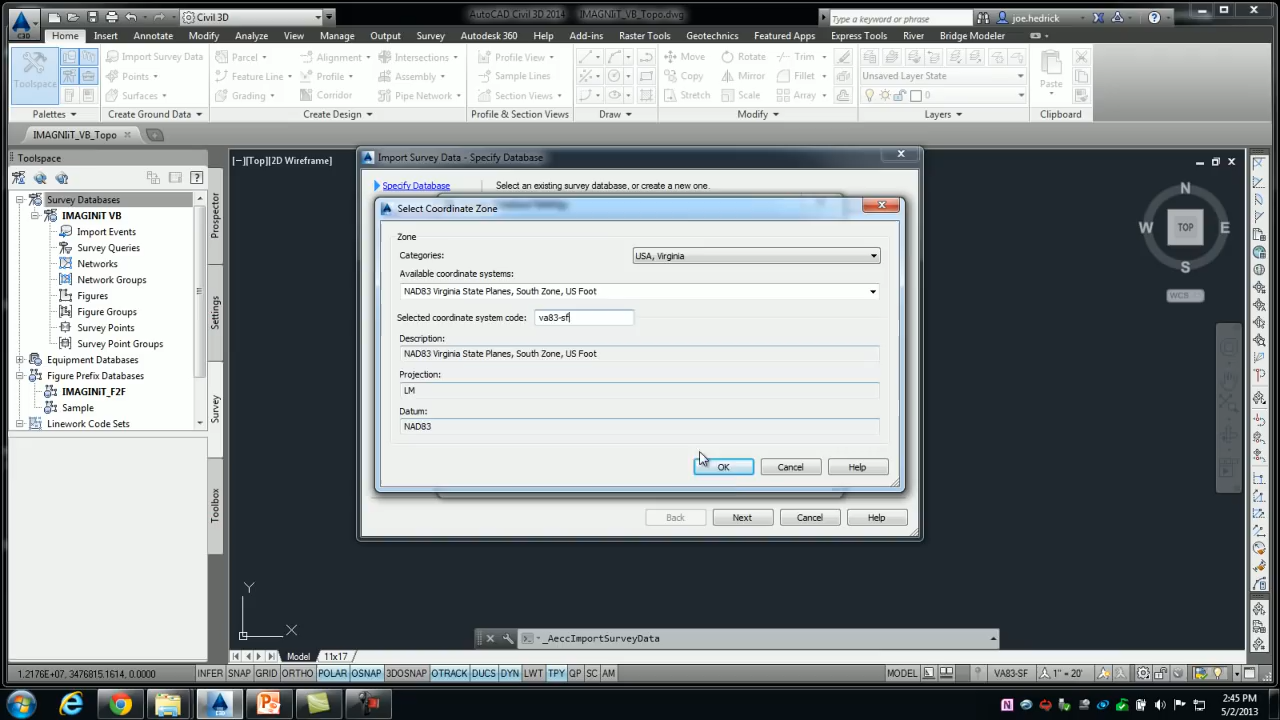 Civil 3D
AutoCAD Civil 3D 2014 IMAGNIiT_VB_Topo.dwg
Type a keyword or phrase
joe.hedrick
Home Insert Annotate Modify Analyze View Manage Output Survey Autodesk 360 Help Add-ins Raster Tools Geotechnics Featured Apps Express Tools River Bridge Modeler
Toolspace
Import Survey Data
Points
Surfaces
Parcel
Feature Line
Grading
Alignment
Profile
Corridor
Intersections
Assembly
Pipe Network
Profile View
Sample Lines
Section Views
Move Rotate Trim
Copy Mirror Fillet
Stretch Scale Array
Unsaved Layer State
0
Paste
Palettes Create Ground Data Create Design Profile & Section Views Draw Modify Layers Clipboard
IMAGNIiT_VB_Topo
Toolspace
Survey Databases
IMAGINiT VB
Import Events
Survey Queries
Networks
Network Groups
Figures
Figure Groups
Survey Points
Survey Point Groups
Equipment Databases
Figure Prefix Databases
IMAGINiT_F2F
Sample
Linework Code Sets
Prospector
Settings
Survey
Toolbox
[−][Top][2D Wireframe]
Import Survey Data - Specify Database
Specify Database
Select an existing survey database, or create a new one.
Select Coordinate Zone
Zone
Categories:
USA, Virginia
Available coordinate systems:
NAD83 Virginia State Planes, South Zone, US Foot
Selected coordinate system code:
va83-sf
Description:
NAD83 Virginia State Planes, South Zone, US Foot
Projection:
LM
Datum:
NAD83
OK Cancel Help
Back Next Cancel Help
N
W TOP E
S
WCS
Y
X
_AeccImportSurveyData
Model 11x17
1.2176E+07, 3476815.1614, 0.0000
INFER SNAP GRID ORTHO POLAR OSNAP 3DOSNAP OTRACK DUCS DYN LWT TPY QP SC AM
MODEL
VA83-SF
1" = 20'
2:45 PM
5/2/2013